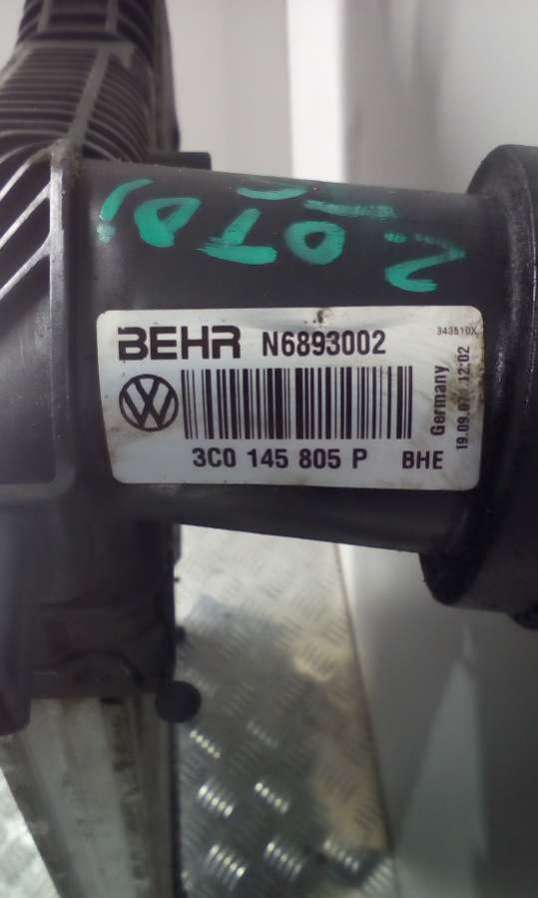 2.0TDi
BEHR N6893002
343510X
3C0 145 805 P BHE
Germany
19.09.07 12:02